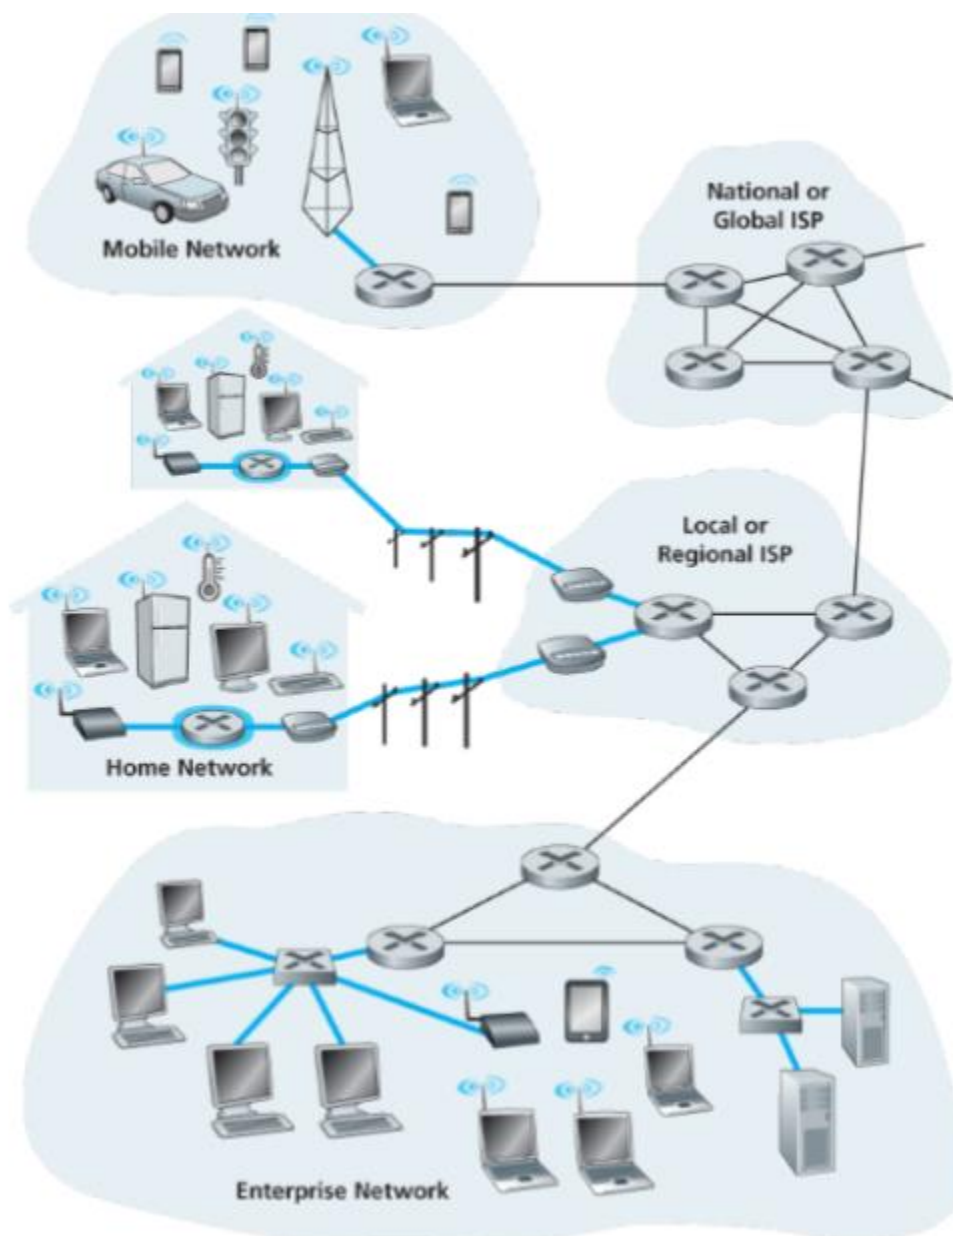 Mobile Network
National or
Global ISP
Local or
Regional ISP
Home Network
Enterprise Network